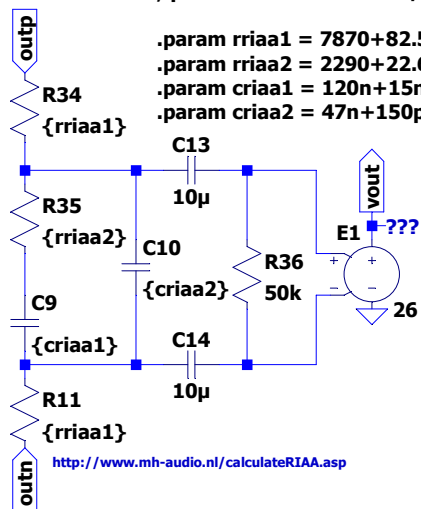 outp
.param rriaa1 = 7870+82.5
.param rriaa2 = 2290+22.
.param criaa1 = 120n+15n
.param criaa2 = 47n+150p
R34
{rriaa1}
C13
10µ
vout
R35
{rriaa2}
C10
{criaa2}
E1
???
+ +
- -
R36
50k
26
C9
{criaa1}
C14
10µ
R11
{rriaa1}
http://www.mh-audio.nl/calculateRIAA.asp
outn